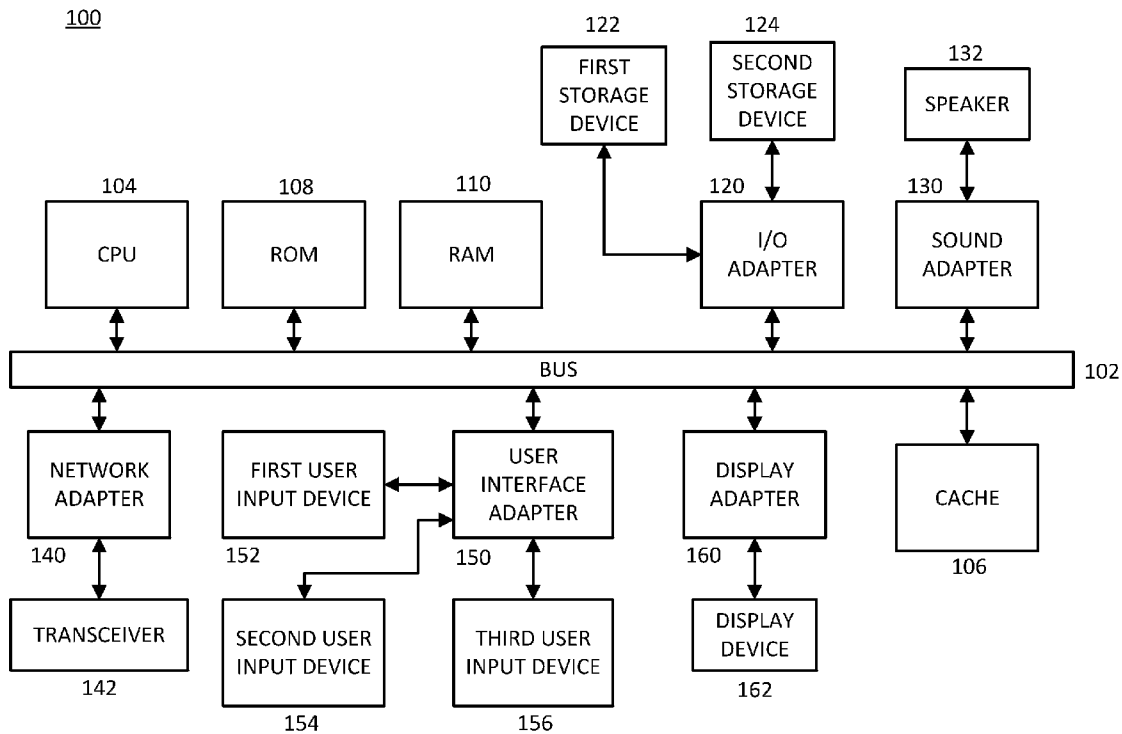 100
122
124
132
FIRST
STORAGE
DEVICE
SECOND
STORAGE
DEVICE
SPEAKER
104
108
110
120
130
CPU
ROM
RAM
I/O
ADAPTER
SOUND
ADAPTER
BUS
102
NETWORK
ADAPTER
FIRST USER
INPUT DEVICE
USER
INTERFACE
ADAPTER
DISPLAY
ADAPTER
CACHE
140
152
150
160
106
TRANSCEIVER
SECOND USER
INPUT DEVICE
THIRD USER
INPUT DEVICE
DISPLAY
DEVICE
142
154
156
162